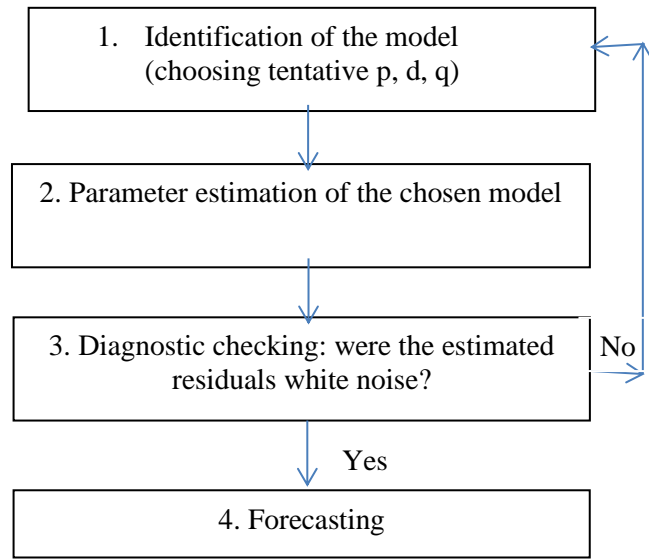 1. Identification of the model
(choosing tentative p, d, q)
2. Parameter estimation of the chosen model
3. Diagnostic checking: were the estimated
residuals white noise?
No
Yes
4. Forecasting